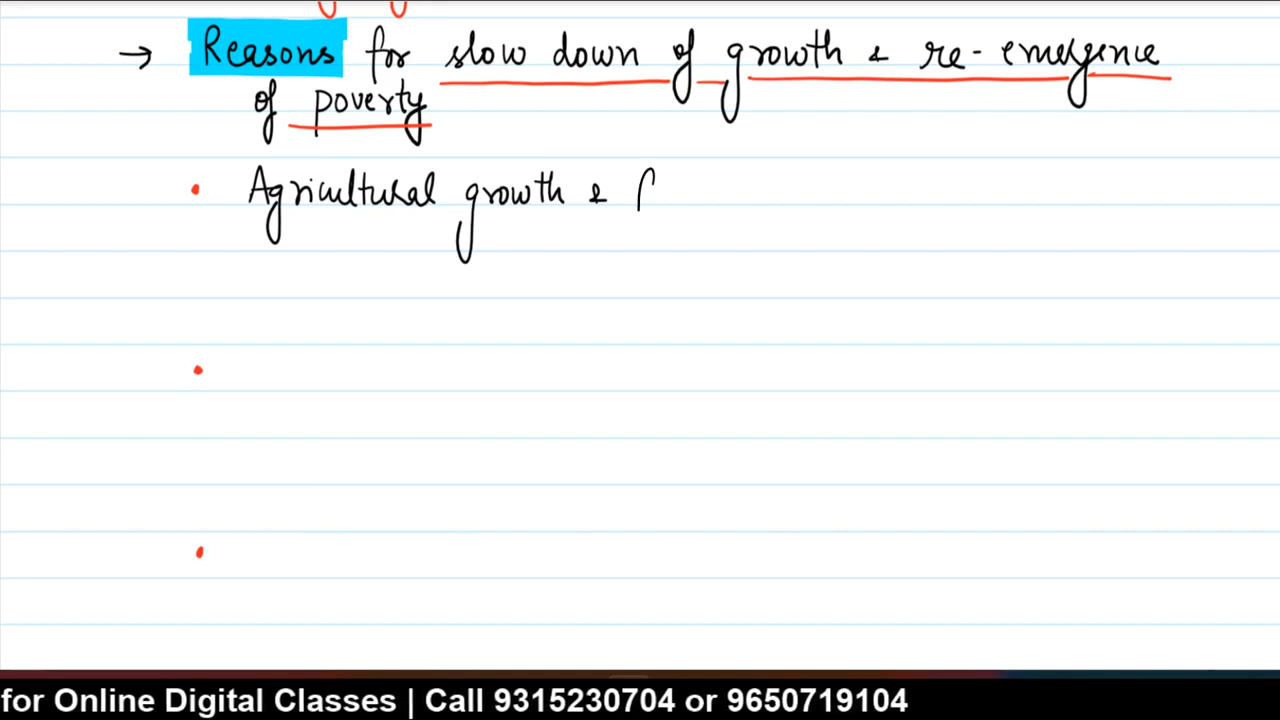 → Reasons for slow down of growth & re-emergence
of poverty
• Agricultural growth &
•
•
for Online Digital Classes | Call 9315230704 or 9650719104